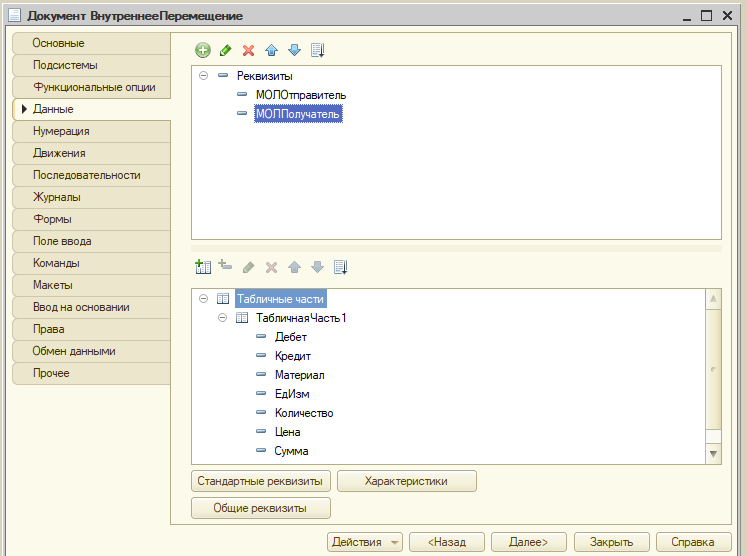 Документ ВнутреннееПеремещение
Основные
Подсистемы
Функциональные опции
Данные
Нумерация
Движения
Последовательности
Журналы
Формы
Поле ввода
Команды
Макеты
Ввод на основании
Права
Обмен данными
Прочее
Реквизиты
МОЛОтправитель
МОЛПолучатель
Табличные части
ТабличнаяЧасть1
Дебет
Кредит
Материал
ЕдИзм
Количество
Цена
Сумма
Стандартные реквизиты
Характеристики
Общие реквизиты
Действия
<Назад
Далее>
Закрыть
Справка